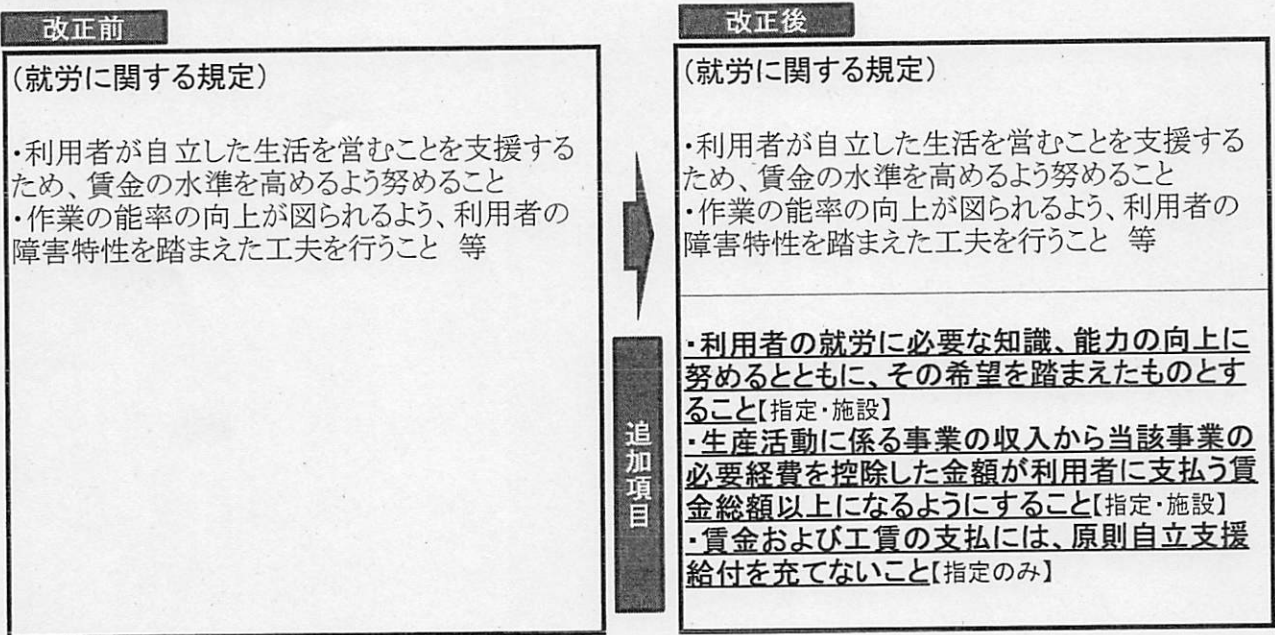 改正前
(就労に関する規定)
・利用者が自立した生活を営むことを支援する
ため、賃金の水準を高めるよう努めること
・作業の能率の向上が図られるよう、利用者の
障害特性を踏まえた工夫を行うこと 等
追加項目
改正後
(就労に関する規定)
・利用者が自立した生活を営むことを支援する
ため、賃金の水準を高めるよう努めること
・作業の能率の向上が図られるよう、利用者の
障害特性を踏まえた工夫を行うこと 等
・利用者の就労に必要な知識、能力の向上に
努めるとともに、その希望を踏まえたものとす
ること【指定・施設】
・生産活動に係る事業の収入から当該事業の
必要経費を控除した金額が利用者に支払う賃
金総額以上になるようにすること【指定・施設】
・賃金および工賃の支払には、原則自立支援
給付を充てないこと【指定のみ】